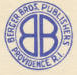 BERGER BROS. PUBLISHERS
BB
PROVIDENCE, R.I.